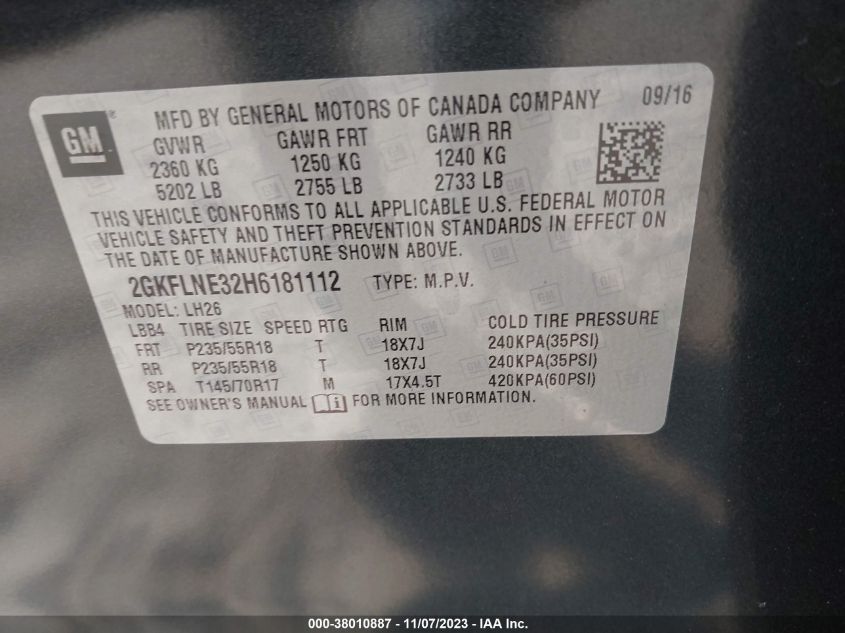 GM ® MFD BY GENERAL MOTORS OF CANADA COMPANY 09/16
GVWR GAWR FRT GAWR RR
2360 KG 1250 KG 1240 KG
5202 LB 2755 LB 2733 LB
THIS VEHICLE CONFORMS TO ALL APPLICABLE U.S. FEDERAL MOTOR
VEHICLE SAFETY AND THEFT PREVENTION STANDARDS IN EFFECT ON
THE DATE OF MANUFACTURE SHOWN ABOVE.
2GKFLNE32H6181112 TYPE: M.P.V.
MODEL: LH26
LBB4 TIRE SIZE SPEED RTG RIM COLD TIRE PRESSURE
FRT P235/55R18 T 18X7J 240KPA(35PSI)
RR P235/55R18 T 18X7J 240KPA(35PSI)
SPA T145/70R17 M 17X4.5T 420KPA(60PSI)
SEE OWNER'S MANUAL i FOR MORE INFORMATION.
000-38010887 - 11/07/2023 - IAA Inc.